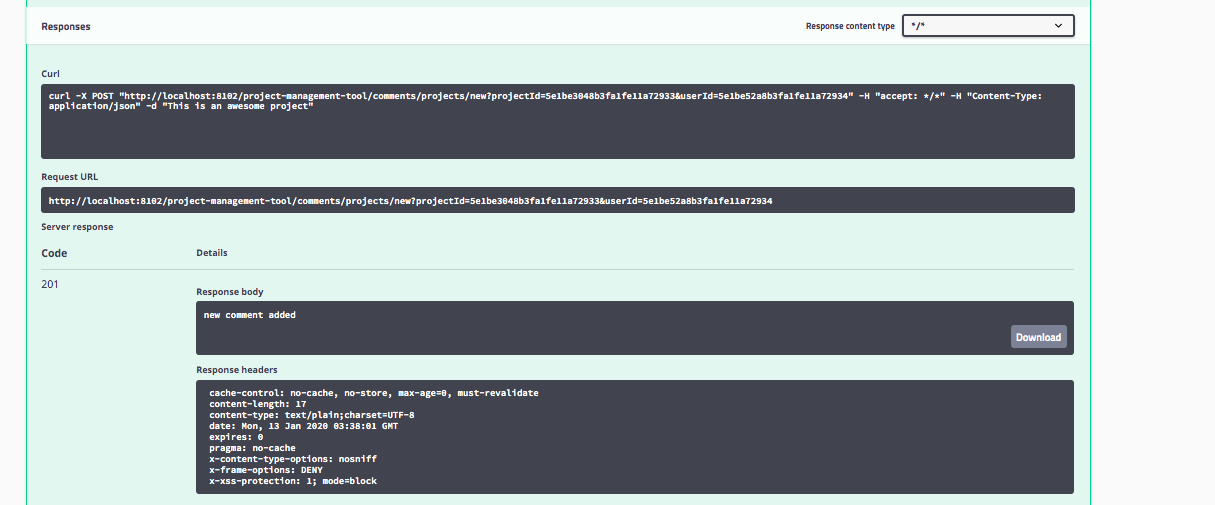 Responses
Response content type
*/*
Curl
curl -X POST "http://localhost:8102/project-management-tool/comments/projects/new?projectId=5e1be3048b3fa1fe11a72933&userId=5e1be52a8b3fa1fe11a72934" -H "accept: */*" -H "Content-Type:
application/json" -d "This is an awesome project"
Request URL
http://localhost:8102/project-management-tool/comments/projects/new?projectId=5e1be3048b3fa1fe11a72933&userId=5e1be52a8b3fa1fe11a72934
Server response
Code
Details
201
Response body
new comment added
Download
Response headers
cache-control: no-cache, no-store, max-age=0, must-revalidate
content-length: 17
content-type: text/plain;charset=UTF-8
date: Mon, 13 Jan 2020 03:38:01 GMT
expires: 0
pragma: no-cache
x-content-type-options: nosniff
x-frame-options: DENY
x-xss-protection: 1; mode=block